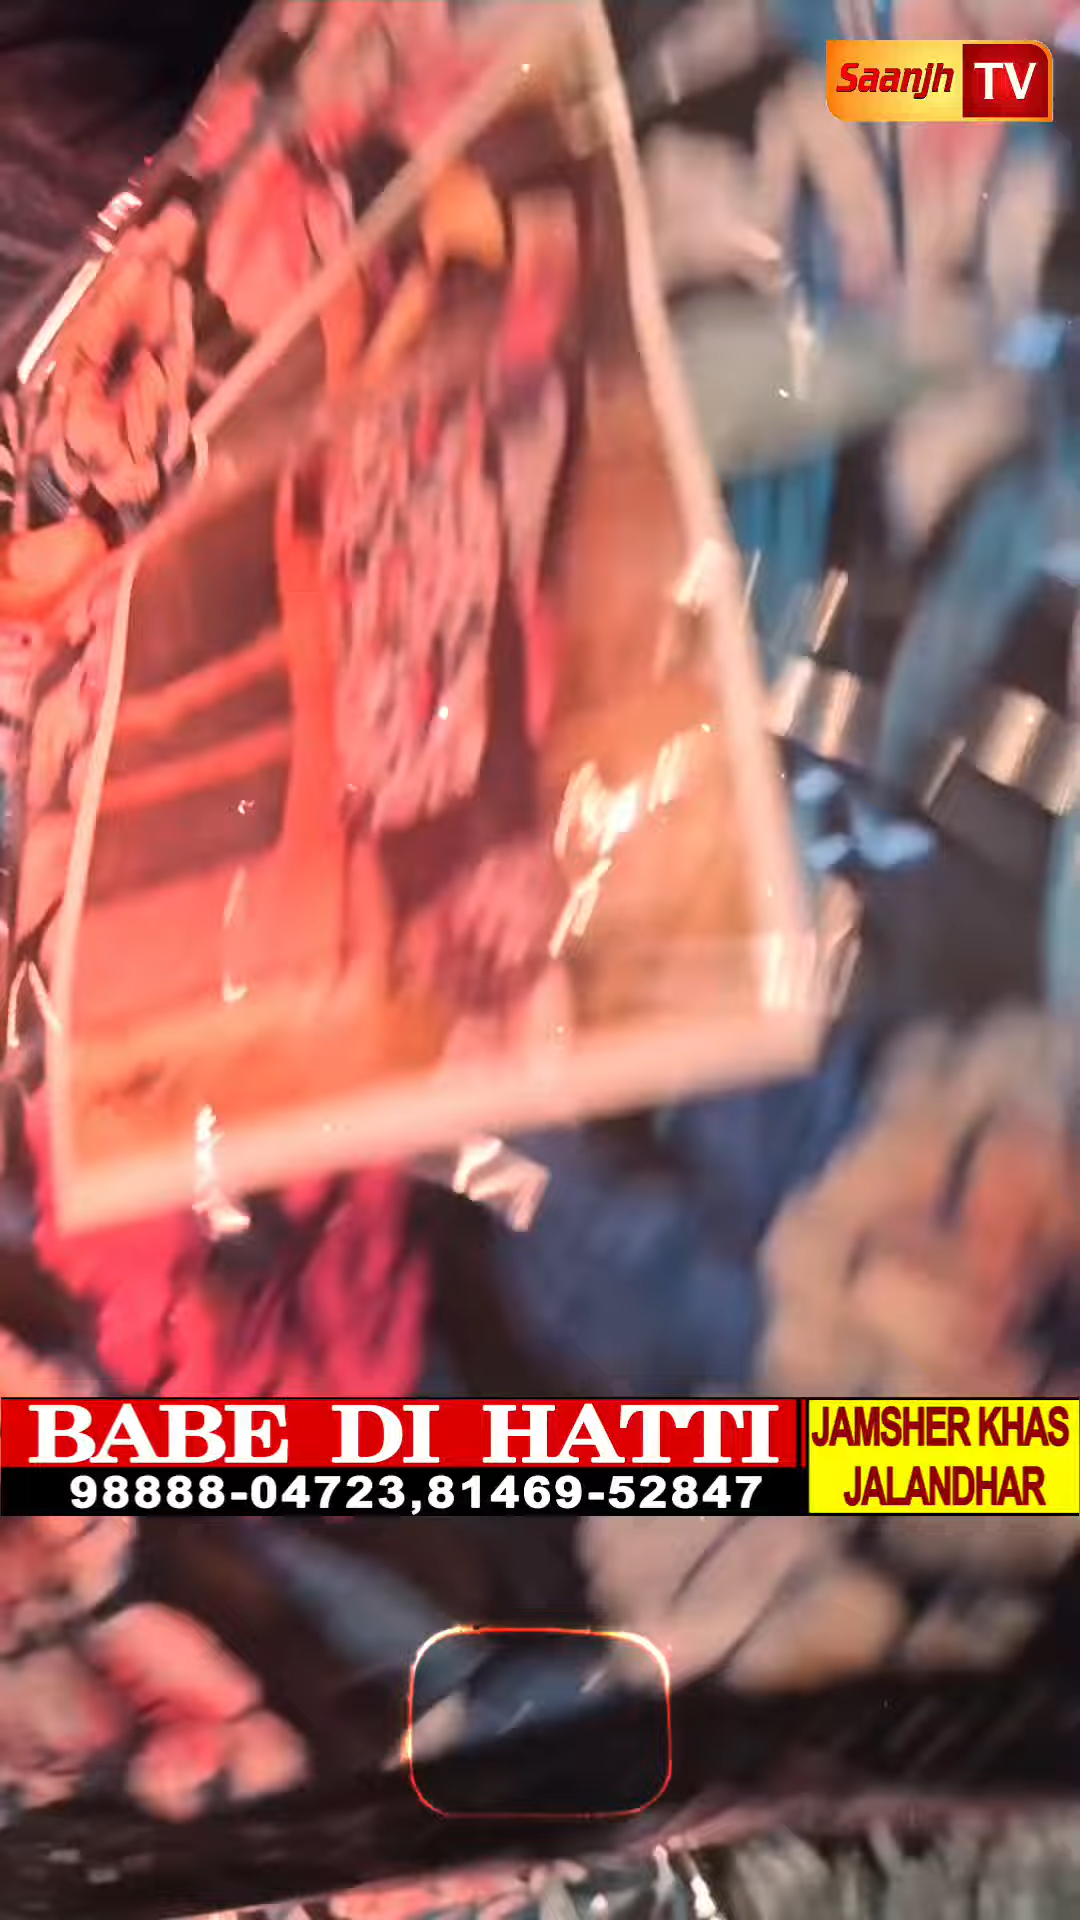 Saanjh TV
BABE DI HATTI
98888-04723,81469-52847
JAMSHER KHAS
JALANDHAR